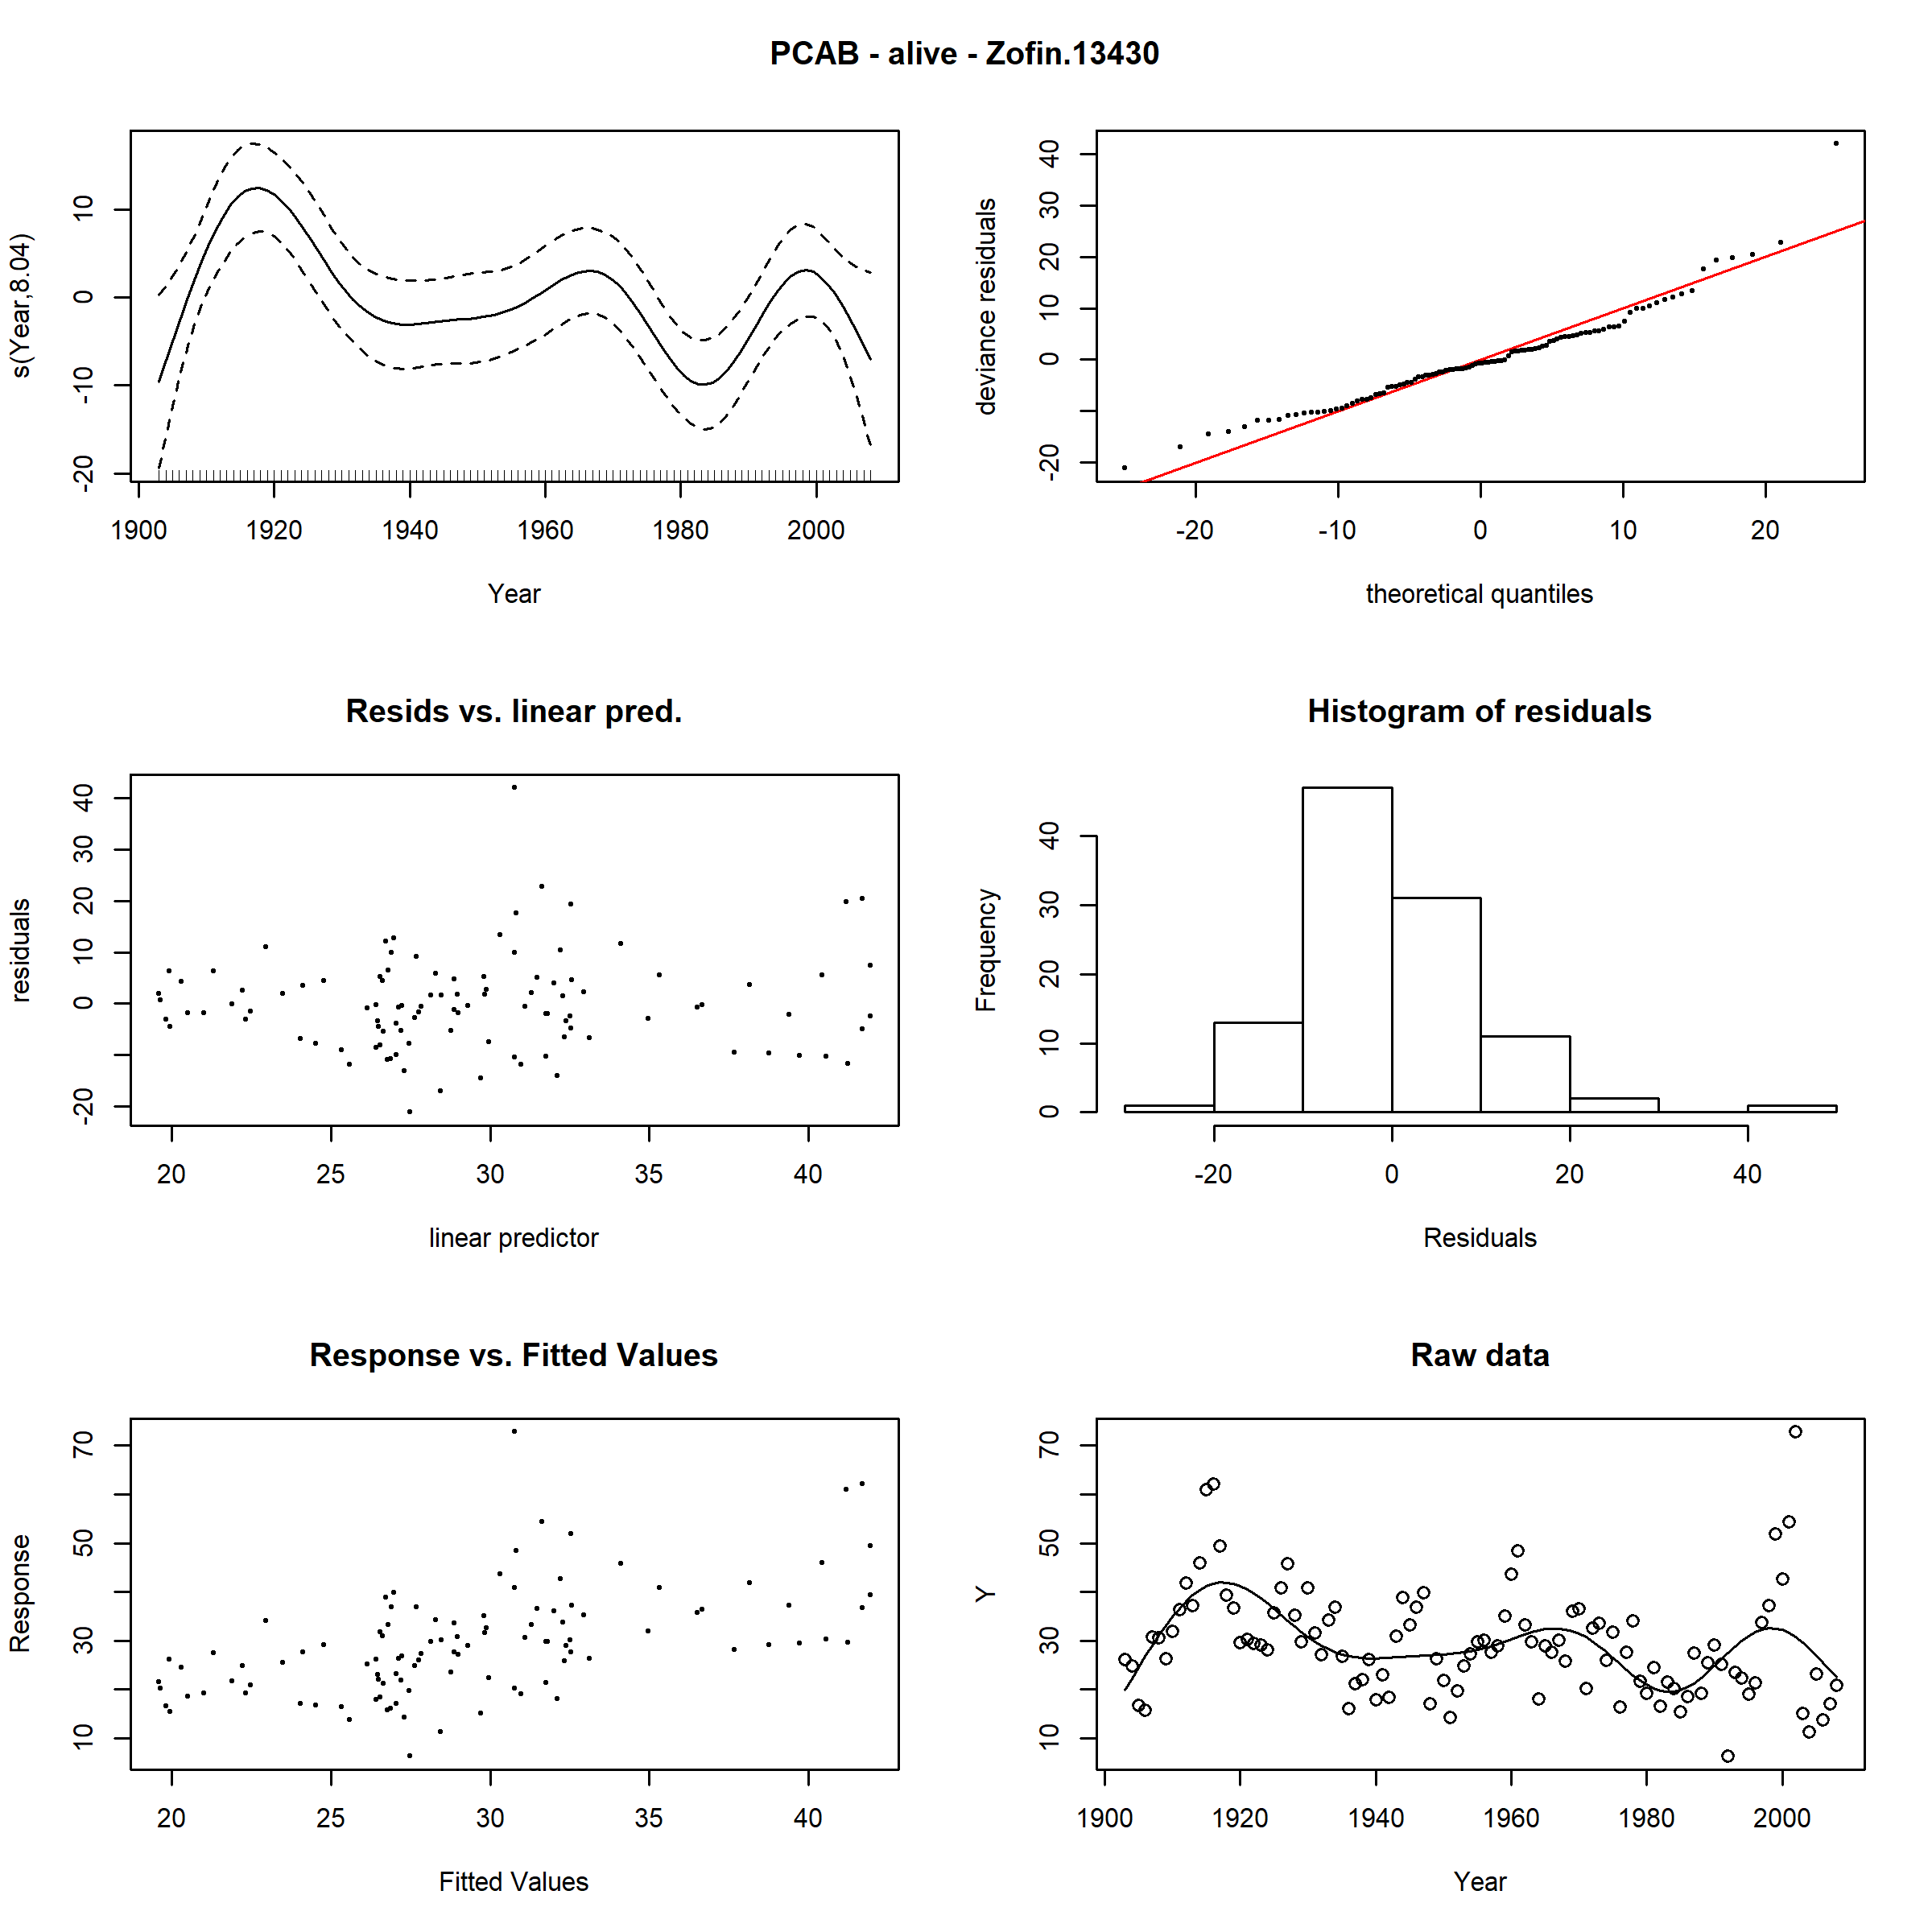 PCAB - alive - Zofin.13430
s(Year,8.04)
-20 -10 0 10
1900 1920 1940 1960 1980 2000
Year
deviance residuals
-20 0 10 20 30 40
-20 -10 0 10 20
theoretical quantiles
Resids vs. linear pred.
residuals
-20 0 10 20 30 40
20 25 30 35 40
linear predictor
Histogram of residuals
Frequency
0 10 20 30 40
-20 0 20 40
Residuals
Response vs. Fitted Values
Response
10 30 50 70
20 25 30 35 40
Fitted Values
Raw data
Y
10 30 50 70
1900 1920 1940 1960 1980 2000
Year